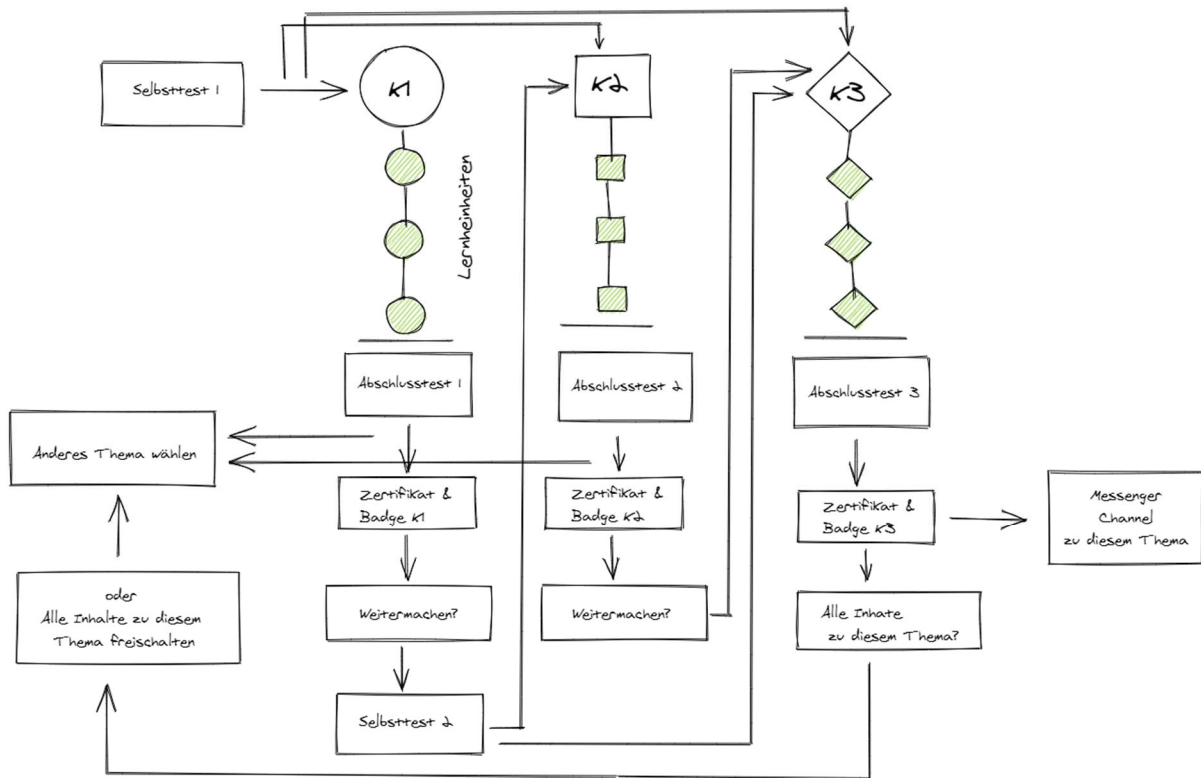 Selbsttest 1
K1
K2
K3
Lernheinheiten
Abschlusstest 1
Abschlusstest 2
Abschlusstest 3
Anderes Thema wählen
Zertifikat &
Badge K1
Zertifikat &
Badge K2
Zertifikat &
Badge K3
Messenger
Channel
zu diesem Thema
oder
Alle Inhalte zu diesem
Thema freischalten
Weitermachen?
Weitermachen?
Alle Inhate
zu diesem Thema?
Selbsttest 2